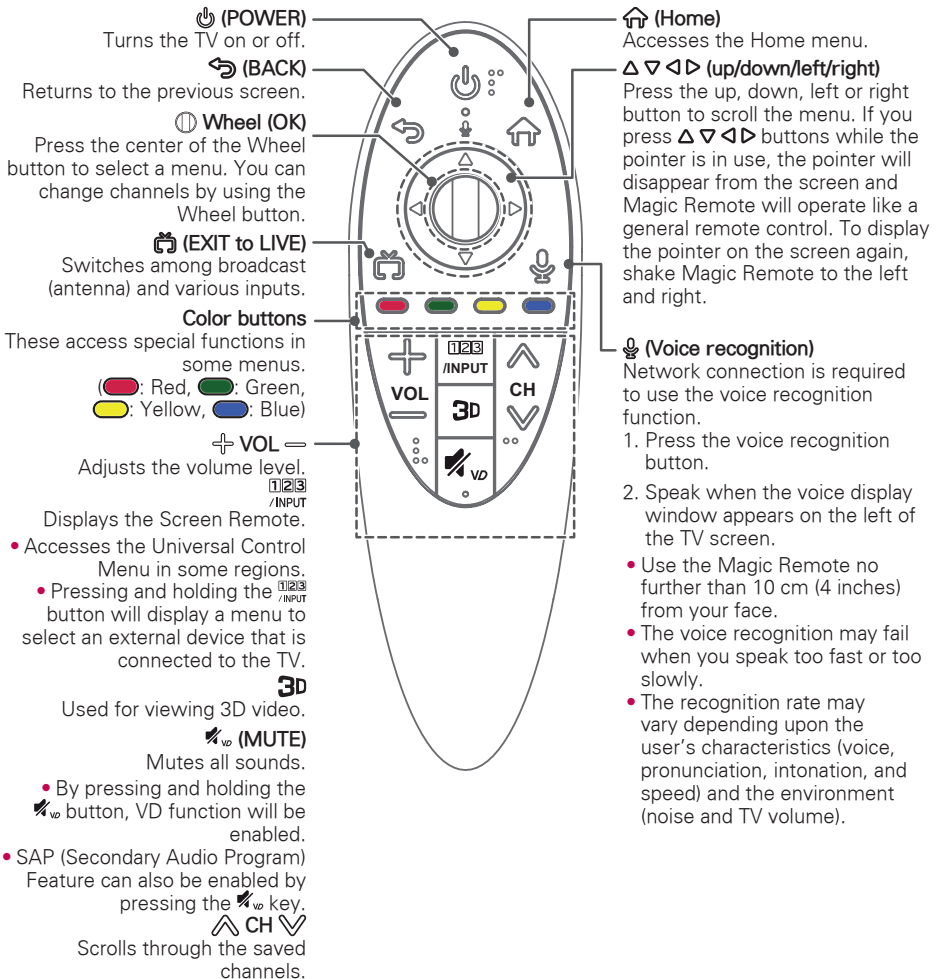 (POWER)
Turns the TV on or off.
(BACK)
Returns to the previous screen.
Wheel (OK)
Press the center of the Wheel
button to select a menu. You can
change channels by using the
Wheel button.
(EXIT to LIVE)
Switches among broadcast
(antenna) and various inputs.
Color buttons
These access special functions in
some menus.
( : Red, : Green,
: Yellow, : Blue)
VOL
Adjusts the volume level.
123
/INPUT
Displays the Screen Remote.
• Accesses the Universal Control
Menu in some regions.
• Pressing and holding the 123/INPUT
button will display a menu to
select an external device that is
connected to the TV.
3D
Used for viewing 3D video.
VD (MUTE)
Mutes all sounds.
• By pressing and holding the
VD button, VD function will be
enabled.
• SAP (Secondary Audio Program)
Feature can also be enabled by
pressing the VD key.
CH
Scrolls through the saved
channels.
123
/INPUT
VOL
3D
CH
VD
(Home)
Accesses the Home menu.
△ ▽ ◁ ▷ (up/down/left/right)
Press the up, down, left or right
button to scroll the menu. If you
press △ ▽ ◁ ▷ buttons while the
pointer is in use, the pointer will
disappear from the screen and
Magic Remote will operate like a
general remote control. To display
the pointer on the screen again,
shake Magic Remote to the left
and right.
(Voice recognition)
Network connection is required
to use the voice recognition
function.
1. Press the voice recognition
button.
2. Speak when the voice display
window appears on the left of
the TV screen.
• Use the Magic Remote no
further than 10 cm (4 inches)
from your face.
• The voice recognition may fail
when you speak too fast or too
slowly.
• The recognition rate may
vary depending upon the
user's characteristics (voice,
pronunciation, intonation, and
speed) and the environment
(noise and TV volume).